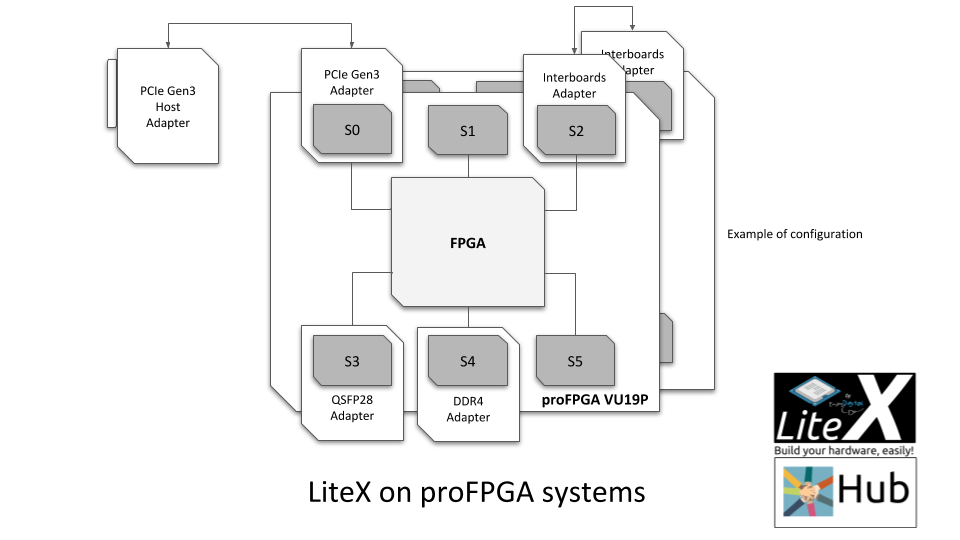 Interboards
Adapter
PCIe Gen3
Adapter
Interboards
Adapter
PCIe Gen3
Host
Adapter
S0
S1
S2
FPGA
Example of configuration
S3
S4
S5
QSFP28
Adapter
DDR4
Adapter
proFPGA VU19P
LiteX
Build your hardware, easily!
Hub
LiteX on proFPGA systems